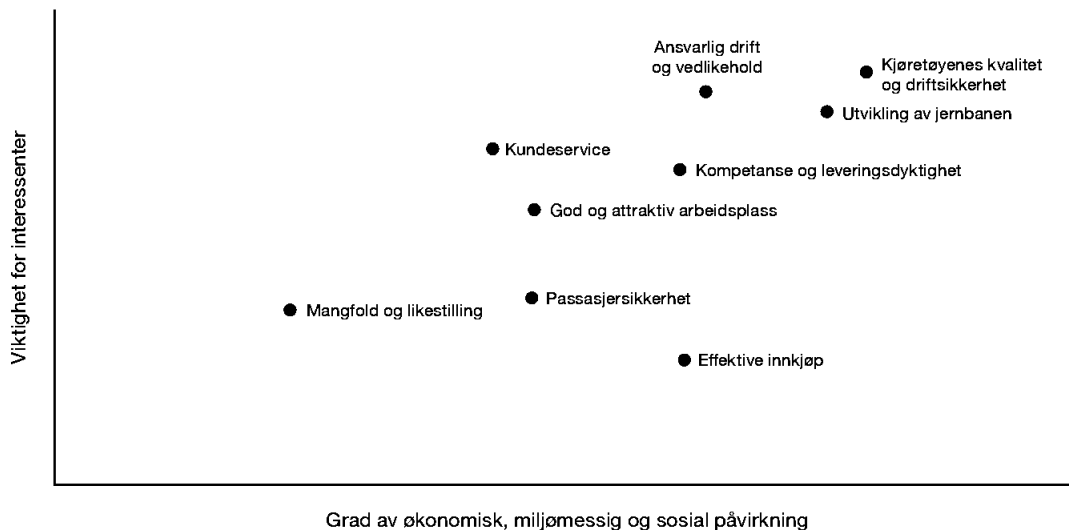 Ansvarlig drift
og vedlikehold
Kjøretøyenes kvalitet
og driftsikkerhet
Utvikling av jernbanen
Kundeservice
Kompetanse og leveringsdyktighet
God og attraktiv arbeidsplass
Passasjersikkerhet
Mangfold og likestilling
Effektive innkjøp
Viktighet for interessenter
Grad av økonomisk, miljømessig og sosial påvirkning